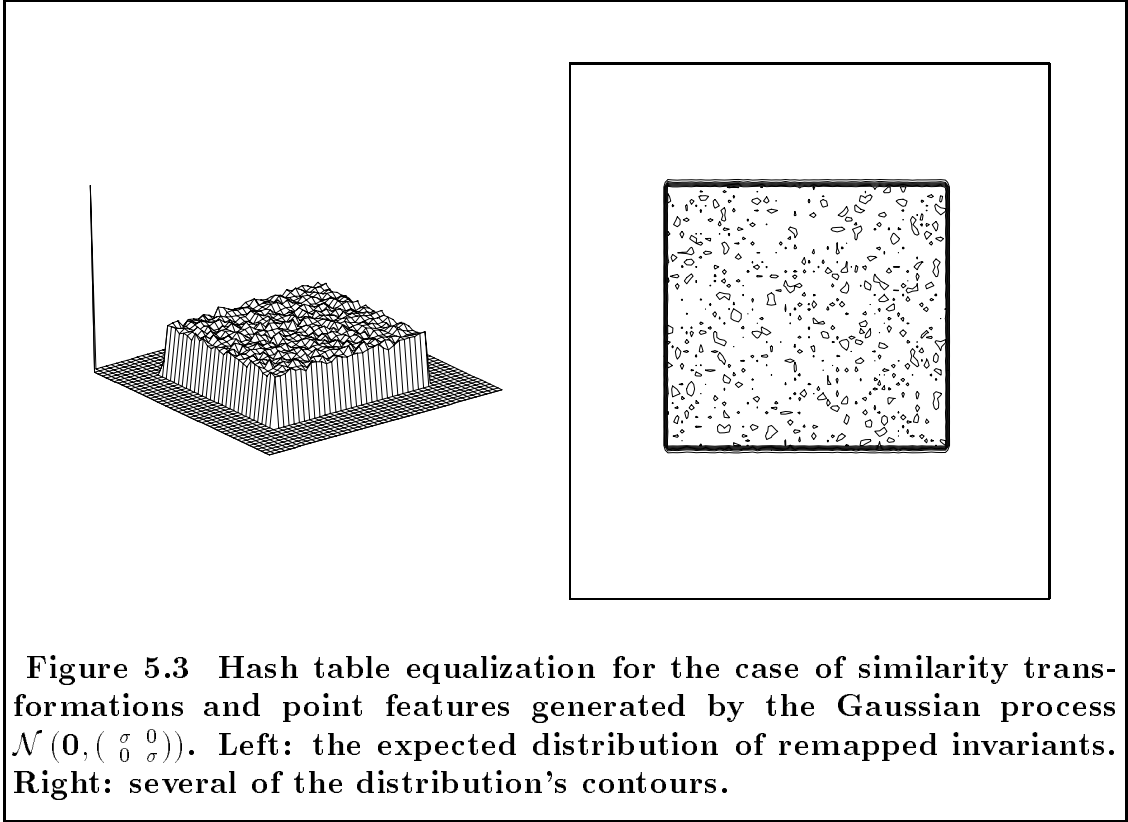 Figure 5.3 Hash table equalization for the case of similarity trans-
formations and point features generated by the Gaussian process
𝒩(0, ( σ 0 0 σ )). Left: the expected distribution of remapped invariants.
Right: several of the distribution's contours.